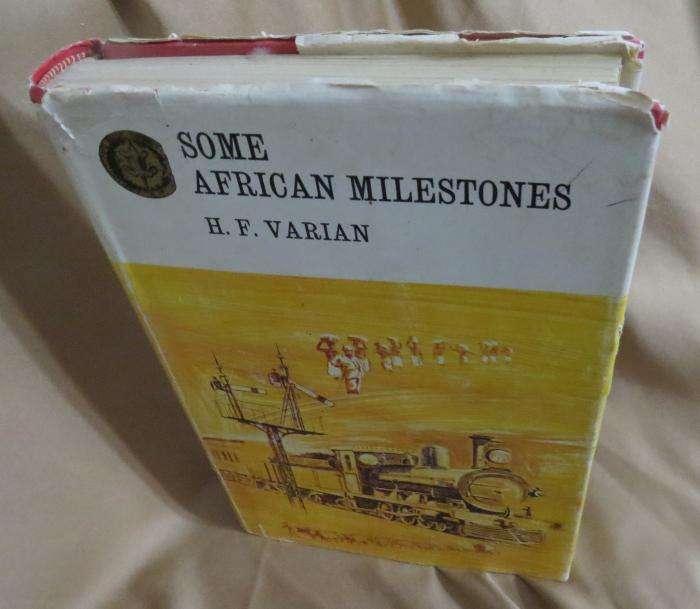 SOME
AFRICAN MILESTONES
H. F. VARIAN